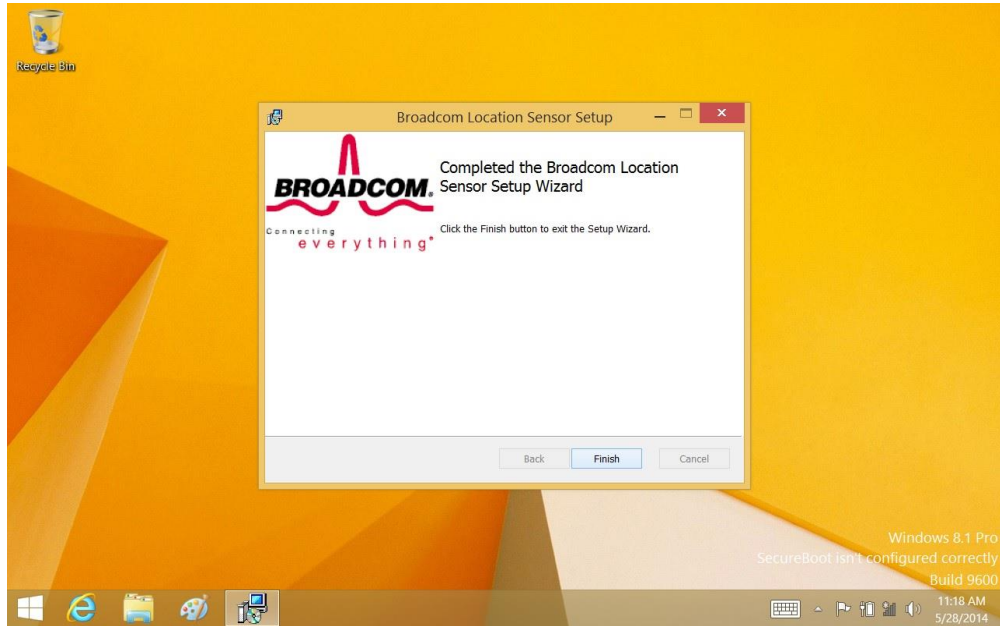 Recycle Bin
Broadcom Location Sensor Setup
BROADCOM.
Connecting
everything
Completed the Broadcom Location
Sensor Setup Wizard
Click the Finish button to exit the Setup Wizard.
Back
Finish
Cancel
Windows 8.1 Pro
SecureBoot isn't configured correctly
Build 9600
11:18 AM
5/28/2014